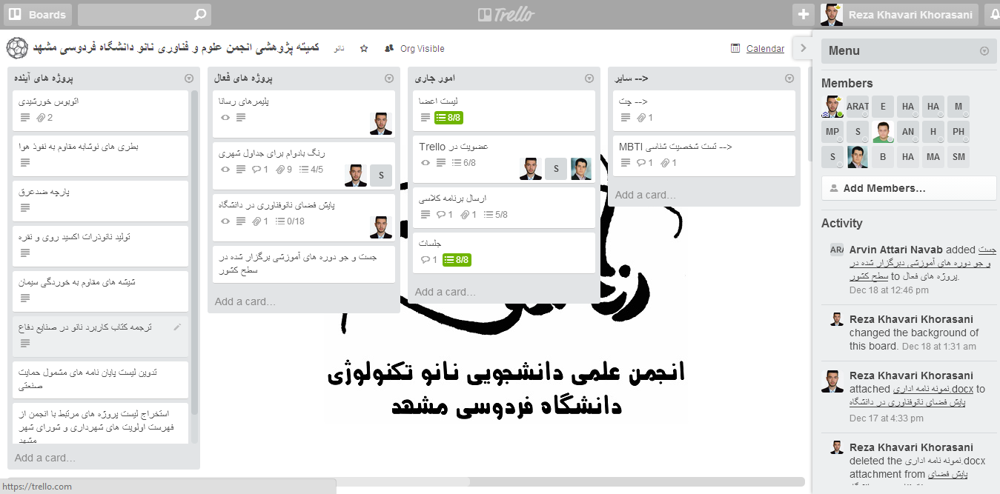 Boards
Trello
Reza Khavari Khorasani
کمیته پژوهشی انجمن علوم و فناوری نانو دانشگاه فردوسی مشهد
نانو
Org Visible
Calendar
پروژه های آینده
اتوبوس خورشیدی
2
بطری های نوشابه مقاوم به نفوذ هوا
پارچه ضدعرق
تولید نانوذرات اکسید روی و نقره
شیشه های مقاوم به خوردگی سیمان
ترجمه کتاب کاربرد نانو در صنایع دفاع
تدوین لیست پایان نامه های مشمول حمایت
صنعتی
استخراج لیست پروژه های مرتبط با انجمن از
فهرست اولویت های شهرداری و شورای شهر
مشهد
Add a card...
پروژه های فعال
پلیمرهای رسانا
رنگ بادوام برای جداول شهری
1 9 4/5
S
پایش فضای نانوفناوری در دانشگاه
1 0/18
جست و جو دوره های آموزشی برگزار شده در
سطح کشور
Add a card...
امور جاری
لیست اعضا
8/8
عضویت در Trello
6/8
S
ارسال برنامه کلاسی
1 1 5/8
جلسات
1 8/8
Add a card...
سایر <--
چت <--
1
تست شخصیت شناسی MBTI <--
1 1
Add a card...
انجمن علمی دانشجویی نانو تکنولوژی
دانشگاه فردوسی مشهد
Menu
Members
ARAT E HA HA M
MP S AN H PH
S B HA MA SM
Add Members...
Activity
ARA
Arvin Attari Navab added جست
و جو دوره های آموزشی دبرگزار شده در
سطح کشور to پروژه های فعال.
Dec 18 at 12:46 pm
Reza Khavari Khorasani
changed the background of
this board. Dec 18 at 1:31 am
Reza Khavari Khorasani
attached نمونه نامه اداری.docx to
پایش فضای نانوفناوری در دانشگاه
Dec 17 at 4:33 pm
Reza Khavari Khorasani
deleted the نمونه نامه اداری.docx
attachment from پایش فضای
https://trello.com